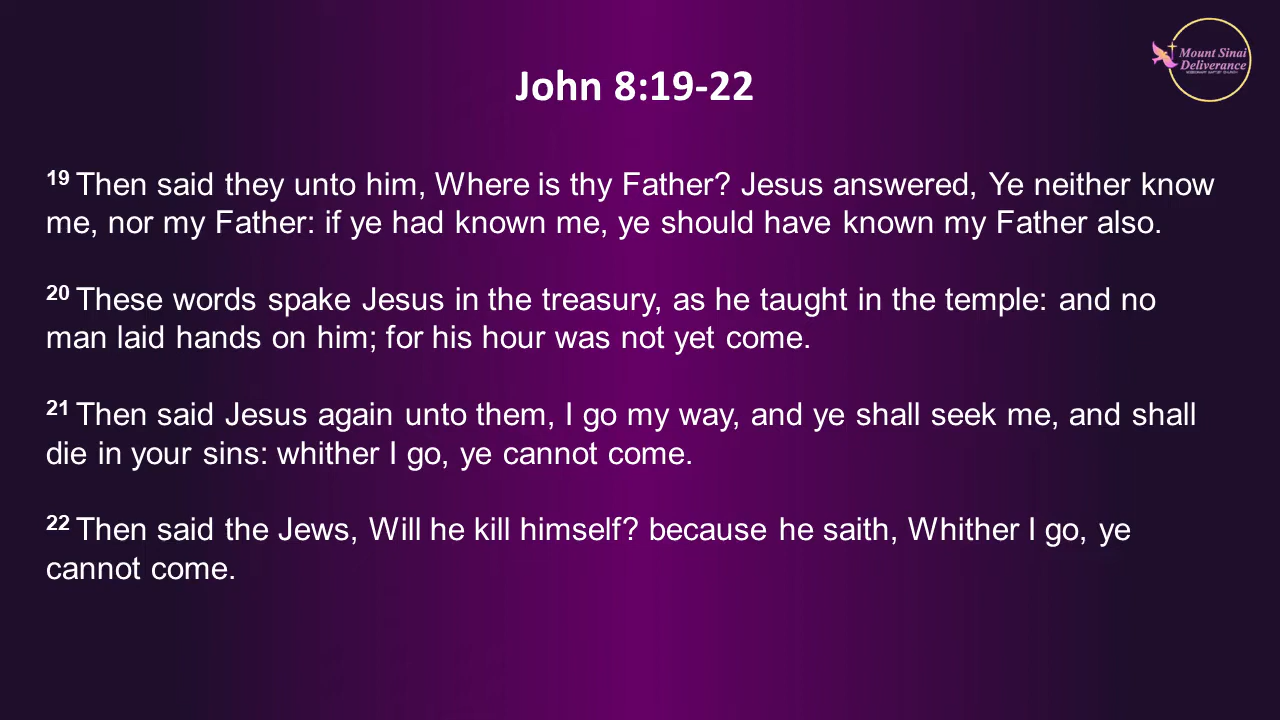 Mount Sinai
Deliverance
MISSIONARY BAPTIST CHURCH
John 8:19-22
19 Then said they unto him, Where is thy Father? Jesus answered, Ye neither know
me, nor my Father: if ye had known me, ye should have known my Father also.
20 These words spake Jesus in the treasury, as he taught in the temple: and no
man laid hands on him; for his hour was not yet come.
21 Then said Jesus again unto them, I go my way, and ye shall seek me, and shall
die in your sins: whither I go, ye cannot come.
22 Then said the Jews, Will he kill himself? because he saith, Whither I go, ye
cannot come.